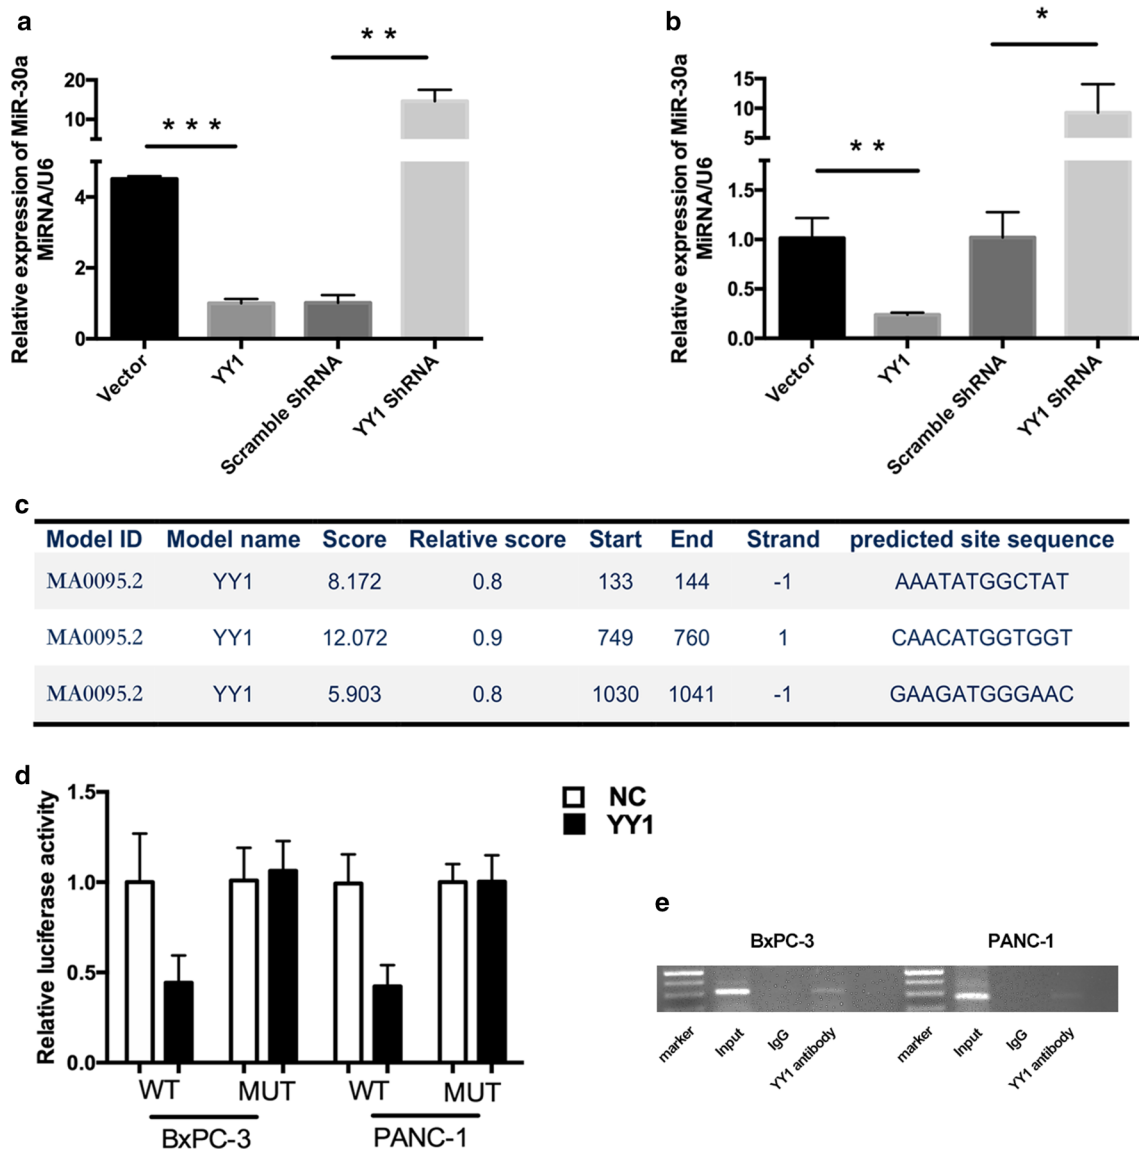 a
Relative expression of MiR-30a
MiRNA/U6
20
10
4
2
0
* * *
* *
Vector
YY1
Scramble ShRNA
YY1 ShRNA
b
Relative expression of MiR-30a
MiRNA/U6
15
10
5
1.5
1.0
0.5
0.0
* *
*
Vector
YY1
Scramble ShRNA
YY1 ShRNA
c
Model ID Model name Score Relative score Start End Strand predicted site sequence
MA0095.2 YY1 8.172 0.8 133 144 -1 AAATATGGCTAT
MA0095.2 YY1 12.072 0.9 749 760 1 CAACATGGTGGT
MA0095.2 YY1 5.903 0.8 1030 1041 -1 GAAGATGGGAAC
d
Relative luciferase activity
1.5
1.0
0.5
0.0
NC
YY1
WT MUT WT MUT
BxPC-3 PANC-1
e
BxPC-3 PANC-1
marker Input IgG YY1 antibody marker Input IgG YY1 antibody